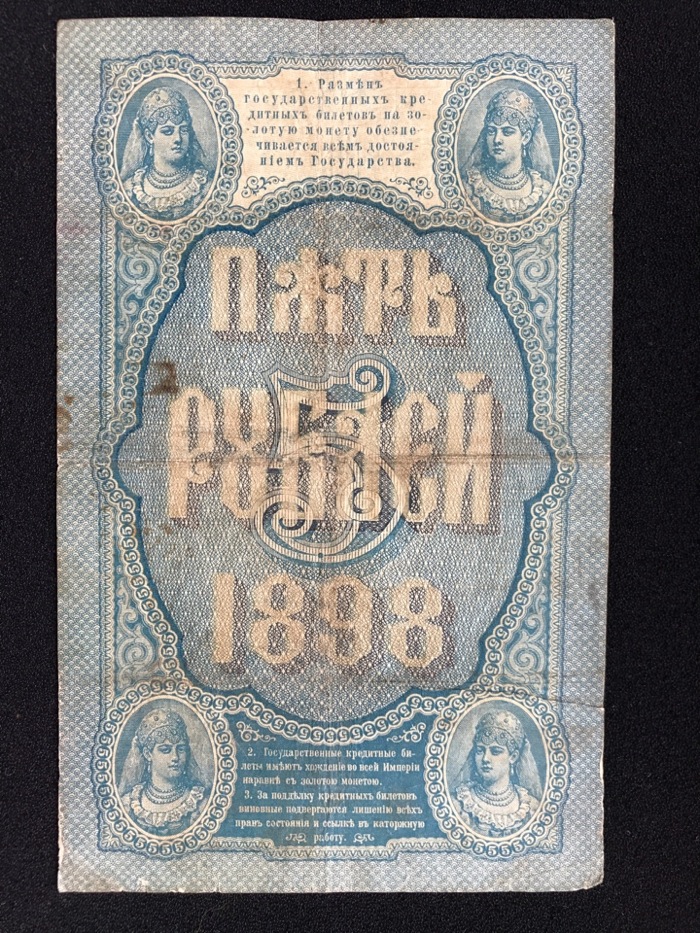 1. Размѣнъ
государственныхъ кре-
дитныхъ билетовъ на зо-
лотую монету обезпе-
чивается всѣмъ достоя-
ніемъ Государства.
ПѦТЬ
РУБЛЕЙ
5
1898
2. Государственные кредитные би-
леты имѣютъ хожденіе во всей Имперіи
наравнѣ съ золотою монетою.
3. За поддѣлку кредитныхъ билетовъ
виновные подвергаются лишенію всѣхъ
правъ состоянія и ссылкѣ въ каторжную
работу.